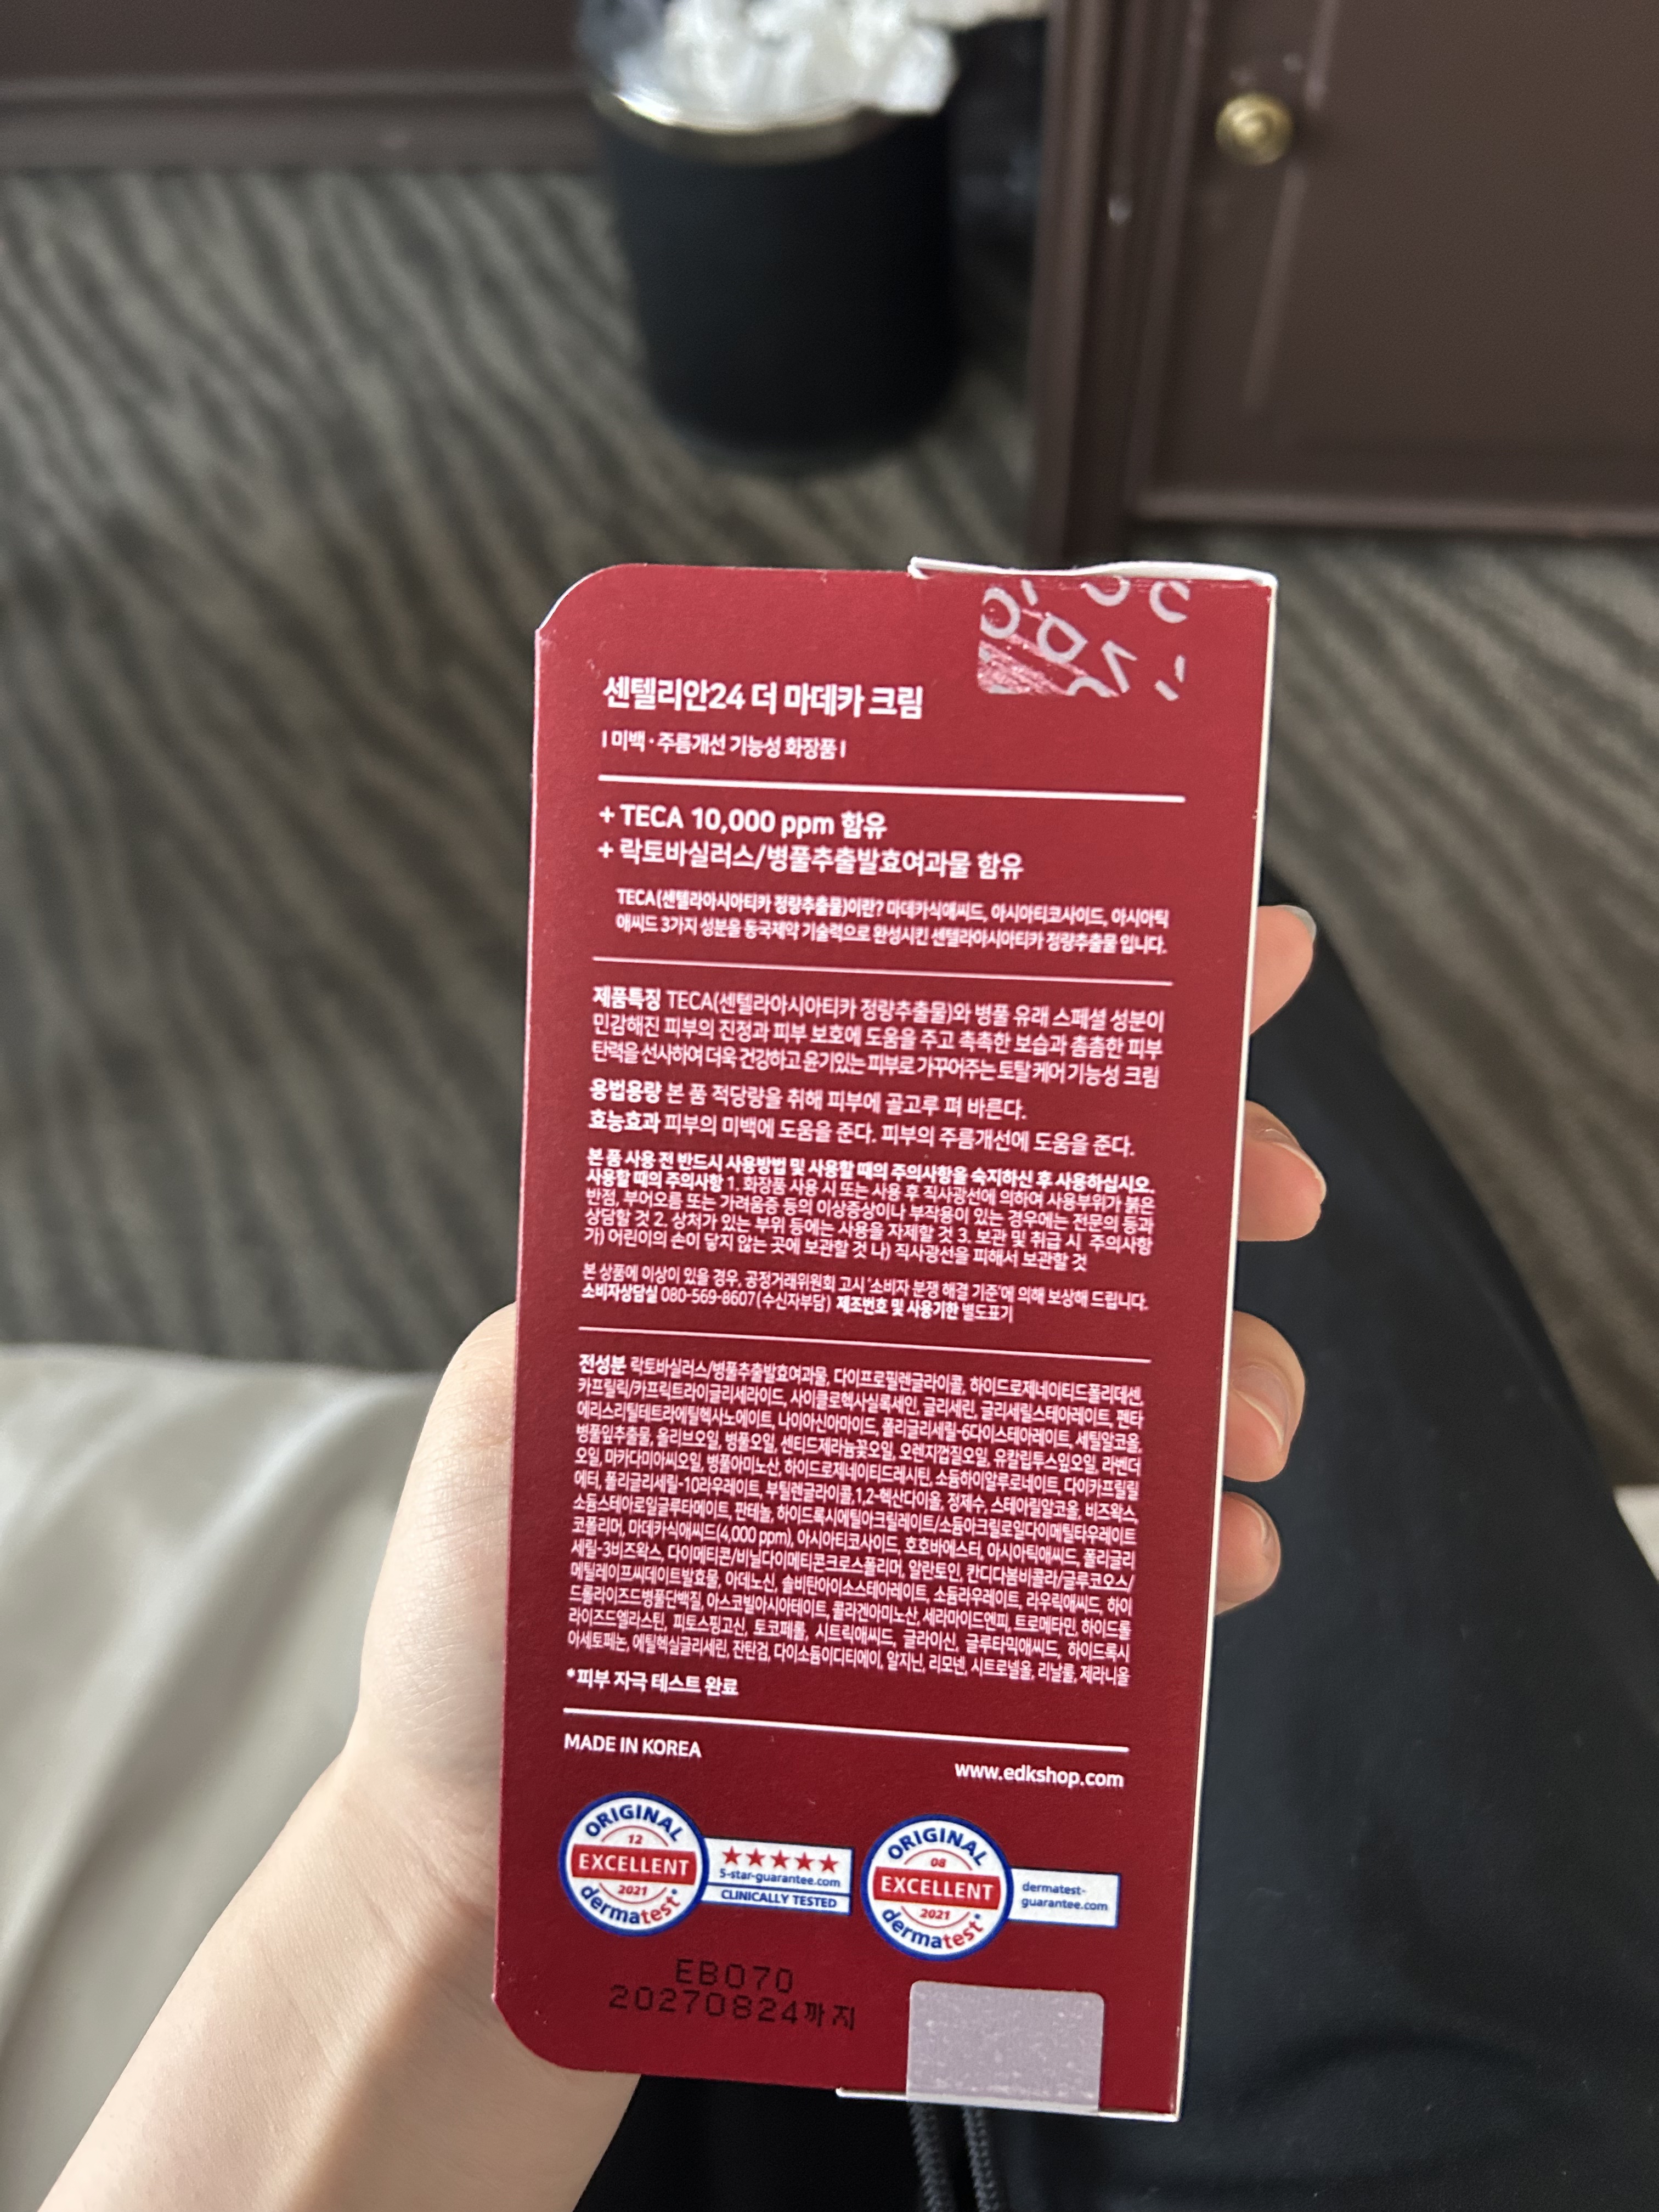 센텔리안24 더 마데카 크림
I 미백 · 주름개선 기능성 화장품 I
+ TECA 10,000 ppm 함유
+ 락토바실러스/병풀추출발효여과물 함유
TECA(센텔라아시아티카 정량추출물)이란? 마데카식애씨드, 아시아티코사이드, 아시아틱
애씨드 3가지 성분을 동국제약 기술력으로 완성시킨 센텔라아시아티카 정량추출물 입니다.
제품특징 TECA(센텔라아시아티카 정량추출물)와 병풀 유래 스페셜 성분이
민감해진 피부의 진정과 피부 보호에 도움을 주고 촉촉한 보습과 촘촘한 피부
탄력을 선사하여 더욱 건강하고 윤기있는 피부로 가꾸어주는 토탈 케어 기능성 크림
용법용량 본 품 적당량을 취해 피부에 골고루 펴 바른다.
효능효과 피부의 미백에 도움을 준다. 피부의 주름개선에 도움을 준다.
본 품 사용 전 반드시 사용방법 및 사용할 때의 주의사항을 숙지하신 후 사용하십시오.
사용할 때의 주의사항 1. 화장품 사용 시 또는 사용 후 직사광선에 의하여 사용부위가 붉은
반점, 부어오름 또는 가려움증 등의 이상증상이나 부작용이 있는 경우에는 전문의 등과
상담할 것 2. 상처가 있는 부위 등에는 사용을 자제할 것 3. 보관 및 취급 시 주의사항
가) 어린이의 손이 닿지 않는 곳에 보관할 것 나) 직사광선을 피해서 보관할 것
본 상품에 이상이 있을 경우, 공정거래위원회 고시 '소비자 분쟁 해결 기준'에 의해 보상해 드립니다.
소비자상담실 080-569-8607(수신자부담) 제조번호 및 사용기한 별도표기
전성분 락토바실러스/병풀추출발효여과물, 다이프로필렌글라이콜, 하이드로제네이티드폴리데센,
카프릴릭/카프릭트라이글리세라이드, 사이클로헥사실록세인, 글리세린, 글리세릴스테아레이트, 펜타
에리스리틸테트라에틸헥사노에이트, 나이아신아마이드, 폴리글리세릴-6다이스테아레이트, 세틸알코올,
병풀잎추출물, 올리브오일, 병풀오일, 센티드제라늄꽃오일, 오렌지껍질오일, 유칼립투스잎오일, 라벤더
오일, 마카다미아씨오일, 병풀아미노산, 하이드로제네이티드레시틴, 소듐하이알루로네이트, 다이카프릴릴
에터, 폴리글리세릴-10라우레이트, 부틸렌글라이콜,1,2-헥산다이올, 정제수, 스테아릴알코올, 비즈왁스,
소듐스테아로일글루타메이트, 판테놀, 하이드록시에틸아크릴레이트/소듐아크릴로일다이메틸타우레이트
코폴리머, 마데카식애씨드(4,000 ppm), 아시아티코사이드, 호호바에스터, 아시아틱애씨드, 폴리글리
세릴-3비즈왁스, 다이메티콘/비닐다이메티콘크로스폴리머, 알란토인, 칸디다봄비콜라/글루코오스/
메틸레이프씨데이트발효물, 아데노신, 솔비탄아이소스테아레이트, 소듐라우레이트, 라우릭애씨드, 하이
드롤라이즈드병풀단백질, 아스코빌아시아테이트, 콜라겐아미노산, 세라마이드엔피, 트로메타민, 하이드롤
라이즈드엘라스틴, 피토스핑고신, 토코페롤, 시트릭애씨드, 글라이신, 글루타믹애씨드, 하이드록시
아세토페논, 에틸헥실글리세린, 잔탄검, 다이소듐이디티에이, 알지닌, 리모넨, 시트로넬올, 리날룰, 제라니올
*피부 자극 테스트 완료
MADE IN KOREA
www.edkshop.com
ORIGINAL
12
EXCELLENT
2021
dermatest®
5-star-guarantee.com
CLINICALLY TESTED
ORIGINAL
08
EXCELLENT
2021
dermatest®
dermatest-
guarantee.com
EB070
20270824까지